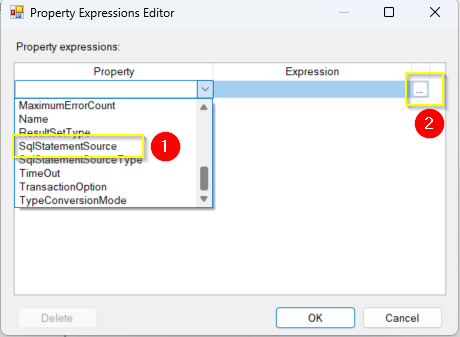 Property Expressions Editor
Property expressions:
Property Expression
...
MaximumErrorCount
Name
ResultSetType
SqlStatementSource
SqlStatementSourceType
TimeOut
TransactionOption
TypeConversionMode
1
2
Delete OK Cancel